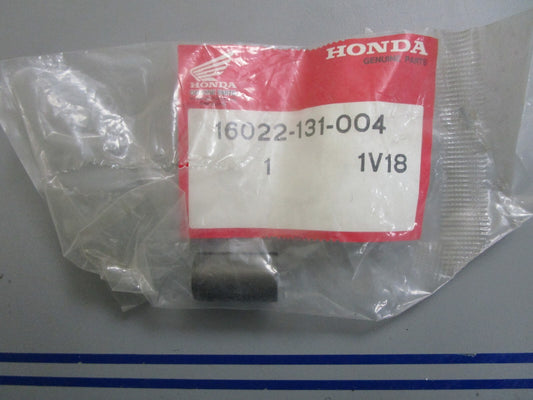 HONDA
GENUINE PARTS
16022-131-004
1 1V18